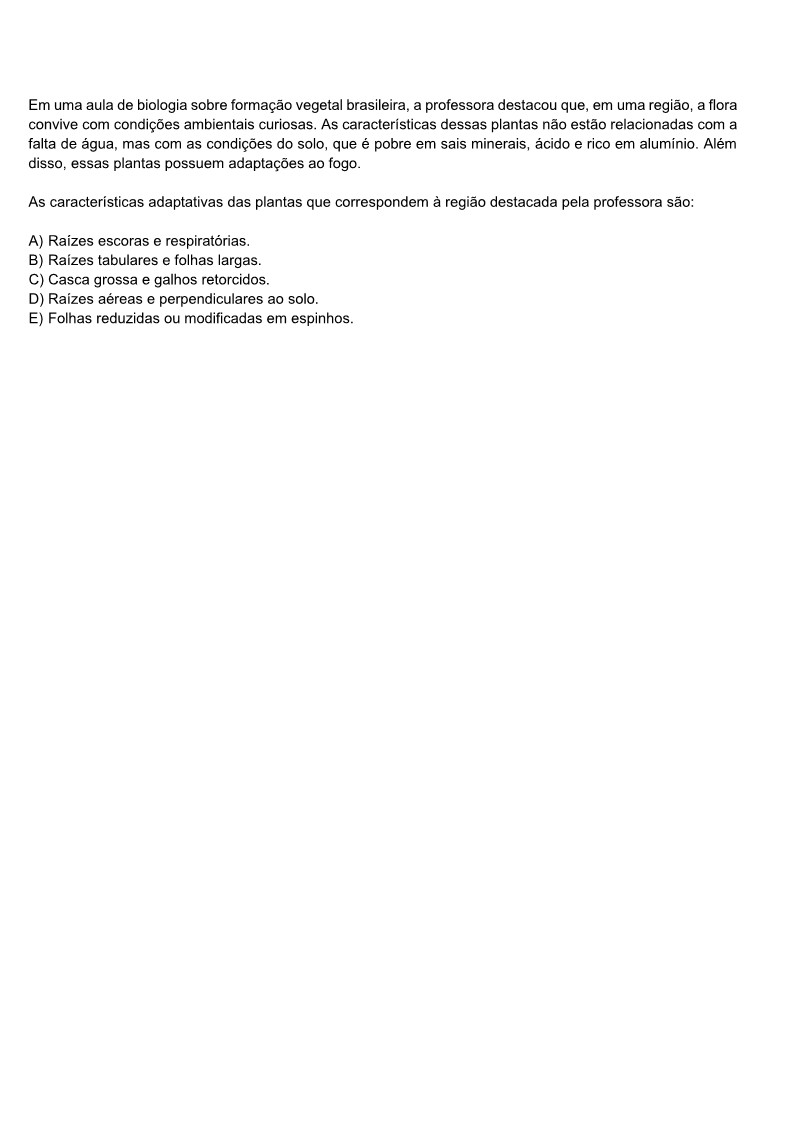 Em uma aula de biologia sobre formação vegetal brasileira, a professora destacou que, em uma região, a flora
convive com condições ambientais curiosas. As características dessas plantas não estão relacionadas com a
falta de água, mas com as condições do solo, que é pobre em sais minerais, ácido e rico em alumínio. Além
disso, essas plantas possuem adaptações ao fogo.
As características adaptativas das plantas que correspondem à região destacada pela professora são:
A) Raízes escoras e respiratórias.
B) Raízes tabulares e folhas largas.
C) Casca grossa e galhos retorcidos.
D) Raízes aéreas e perpendiculares ao solo.
E) Folhas reduzidas ou modificadas em espinhos.